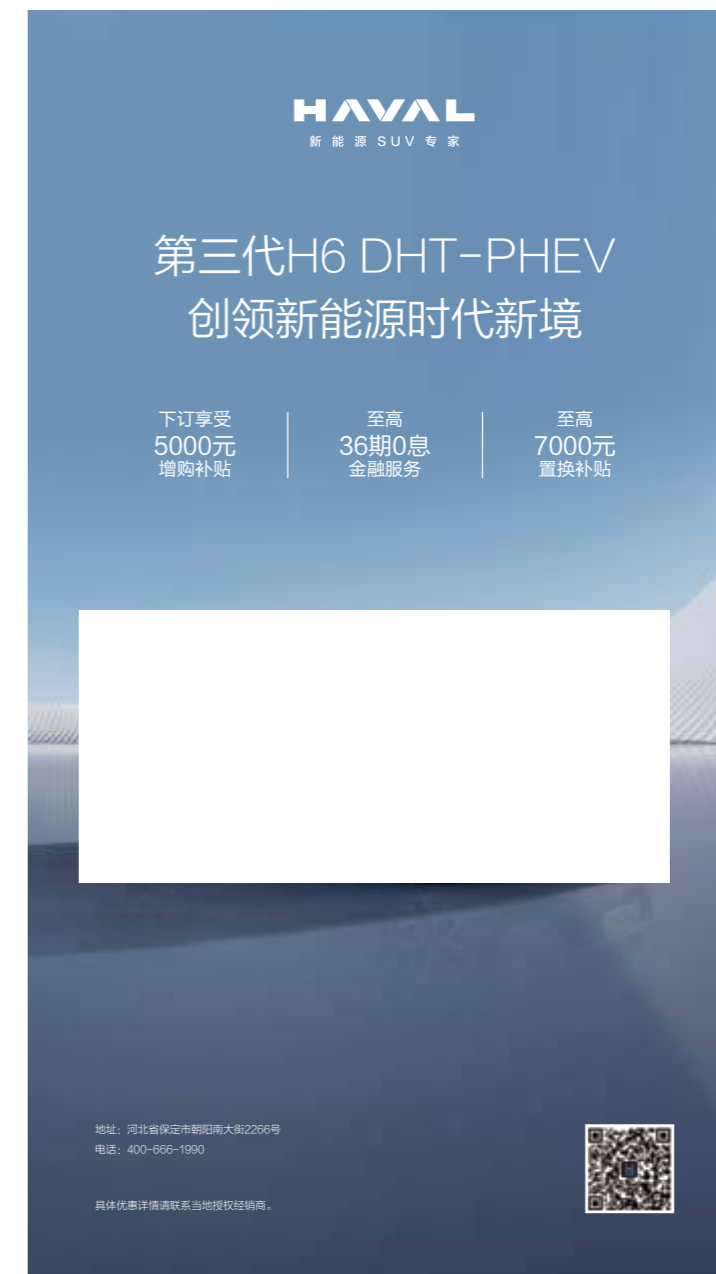 HAVAL
新能源SUV专家
第三代H6 DHT-PHEV
创领新能源时代新境
下订享受
5000元
增购补贴
至高
36期0息
金融服务
至高
7000元
置换补贴
地址：河北省保定市朝阳南大街2266号
电话：400-666-1990
具体优惠详情请联系当地授权经销商。